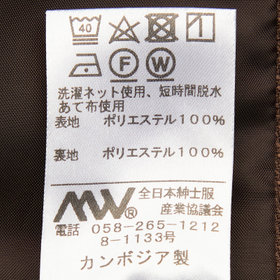 40
F W
洗濯ネット使用、短時間脱水
あて布使用
表地 ポリエステル100%
裏地 ポリエステル100%
MW® 全日本紳士服
産業協議会
電話 058-265-1212
8-1133号
カンボジア製